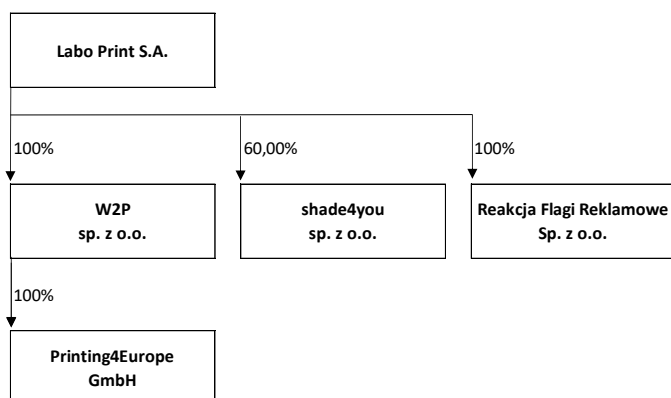 Labo Print S.A.
100%
60,00%
100%
W2P
sp. z o.o.
shade4you
sp. z o.o.
Reakcja Flagi Reklamowe
Sp. z o.o.
100%
Printing4Europe
GmbH